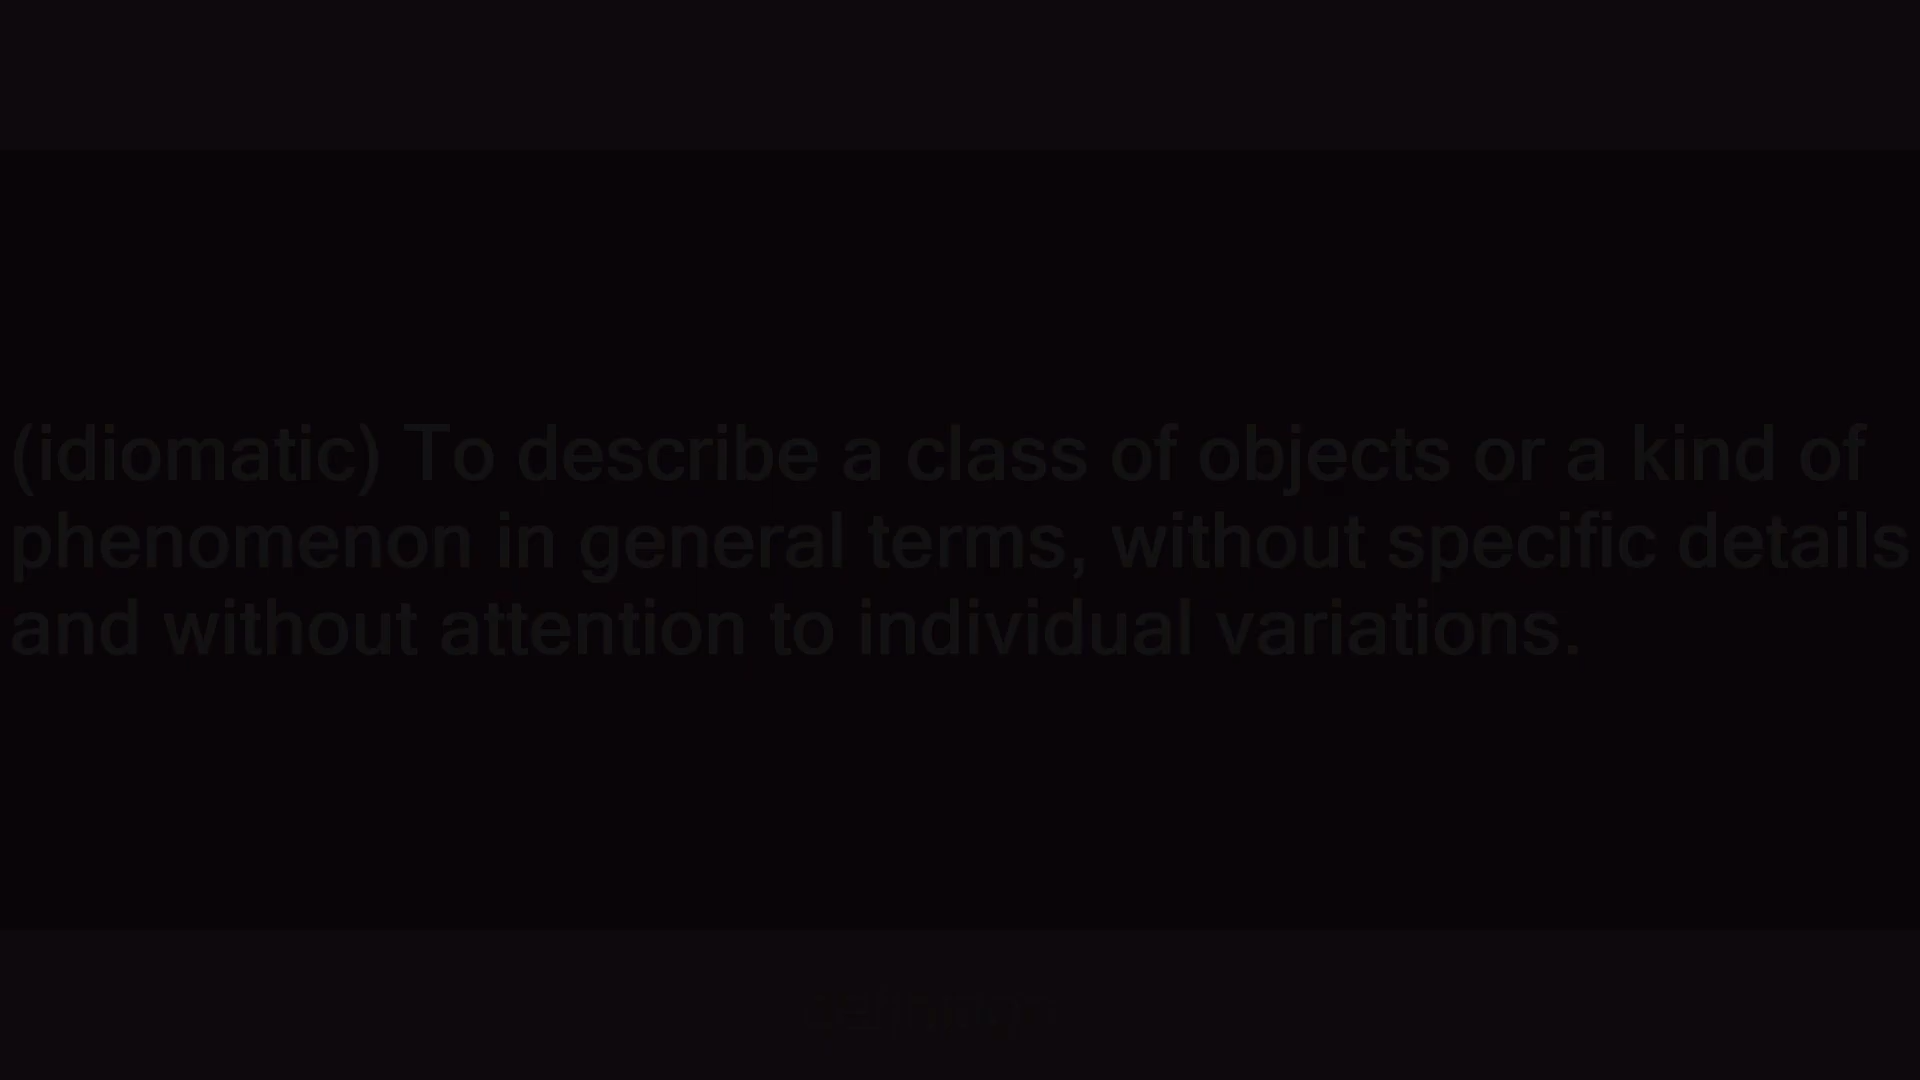 (idiomatic) To describe a class of objects or a kind of
phenomenon in general terms, without specific details
and without attention to individual variations.